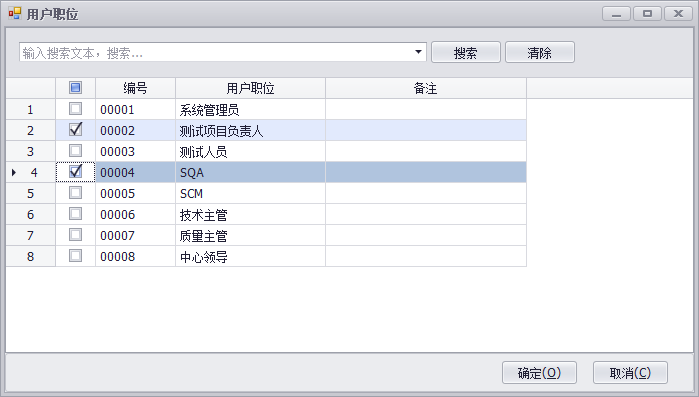 用户职位
输入搜索文本，搜索... 搜索 清除
编号 用户职位 备注
1 00001 系统管理员
2 00002 测试项目负责人
3 00003 测试人员
4 00004 SQA
5 00005 SCM
6 00006 技术主管
7 00007 质量主管
8 00008 中心领导
确定(O) 取消(C)